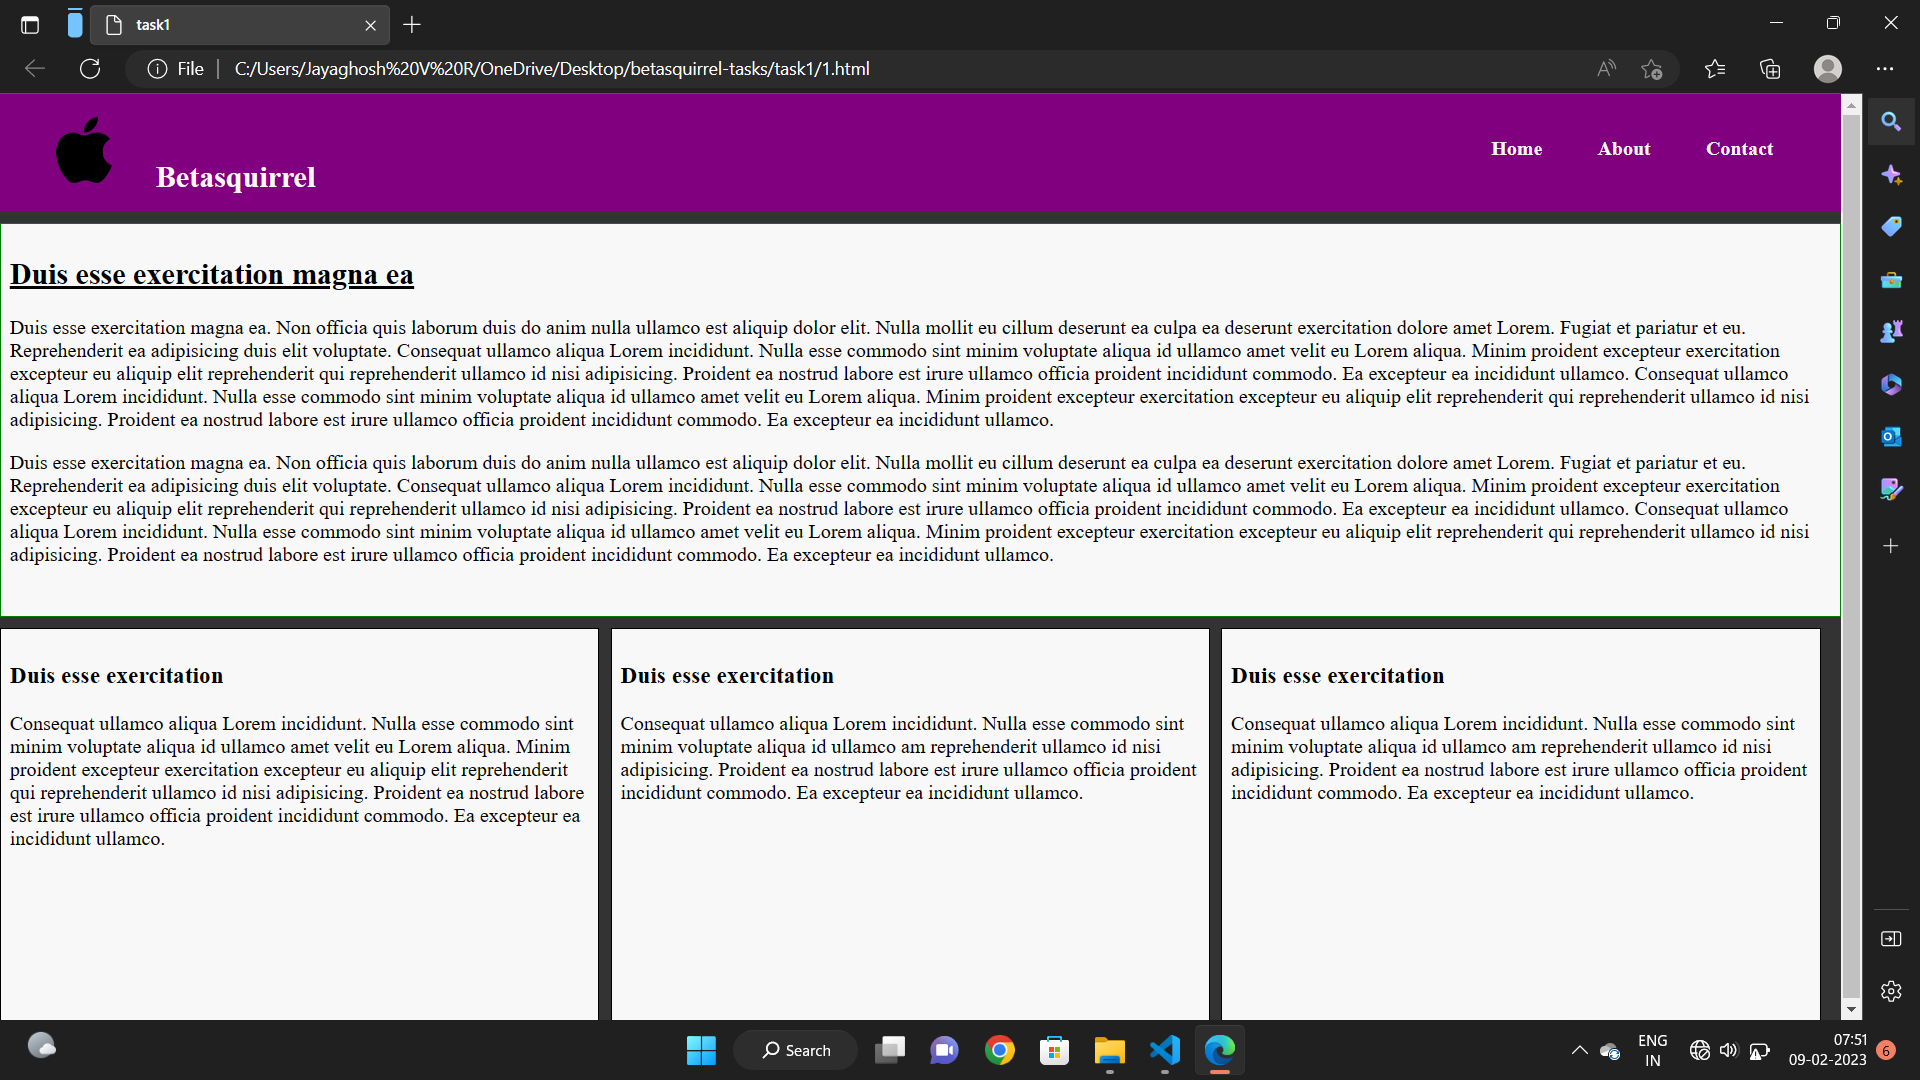 task1
File
C:/Users/Jayaghosh%20V%20R/OneDrive/Desktop/betasquirrel-tasks/task1/1.html
Betasquirrel
Home
About
Contact
Duis esse exercitation magna ea
Duis esse exercitation magna ea. Non officia quis laborum duis do anim nulla ullamco est aliquip dolor elit. Nulla mollit eu cillum deserunt ea culpa ea deserunt exercitation dolore amet Lorem. Fugiat et pariatur et eu.
Reprehenderit ea adipisicing duis elit voluptate. Consequat ullamco aliqua Lorem incididunt. Nulla esse commodo sint minim voluptate aliqua id ullamco amet velit eu Lorem aliqua. Minim proident excepteur exercitation
excepteur eu aliquip elit reprehenderit qui reprehenderit ullamco id nisi adipisicing. Proident ea nostrud labore est irure ullamco officia proident incididunt commodo. Ea excepteur ea incididunt ullamco. Consequat ullamco
aliqua Lorem incididunt. Nulla esse commodo sint minim voluptate aliqua id ullamco amet velit eu Lorem aliqua. Minim proident excepteur exercitation excepteur eu aliquip elit reprehenderit qui reprehenderit ullamco id nisi
adipisicing. Proident ea nostrud labore est irure ullamco officia proident incididunt commodo. Ea excepteur ea incididunt ullamco.
Duis esse exercitation magna ea. Non officia quis laborum duis do anim nulla ullamco est aliquip dolor elit. Nulla mollit eu cillum deserunt ea culpa ea deserunt exercitation dolore amet Lorem. Fugiat et pariatur et eu.
Reprehenderit ea adipisicing duis elit voluptate. Consequat ullamco aliqua Lorem incididunt. Nulla esse commodo sint minim voluptate aliqua id ullamco amet velit eu Lorem aliqua. Minim proident excepteur exercitation
excepteur eu aliquip elit reprehenderit qui reprehenderit ullamco id nisi adipisicing. Proident ea nostrud labore est irure ullamco officia proident incididunt commodo. Ea excepteur ea incididunt ullamco. Consequat ullamco
aliqua Lorem incididunt. Nulla esse commodo sint minim voluptate aliqua id ullamco amet velit eu Lorem aliqua. Minim proident excepteur exercitation excepteur eu aliquip elit reprehenderit qui reprehenderit ullamco id nisi
adipisicing. Proident ea nostrud labore est irure ullamco officia proident incididunt commodo. Ea excepteur ea incididunt ullamco.
Duis esse exercitation
Consequat ullamco aliqua Lorem incididunt. Nulla esse commodo sint
minim voluptate aliqua id ullamco amet velit eu Lorem aliqua. Minim
proident excepteur exercitation excepteur eu aliquip elit reprehenderit
qui reprehenderit ullamco id nisi adipisicing. Proident ea nostrud labore
est irure ullamco officia proident incididunt commodo. Ea excepteur ea
incididunt ullamco.
Duis esse exercitation
Consequat ullamco aliqua Lorem incididunt. Nulla esse commodo sint
minim voluptate aliqua id ullamco am reprehenderit ullamco id nisi
adipisicing. Proident ea nostrud labore est irure ullamco officia proident
incididunt commodo. Ea excepteur ea incididunt ullamco.
Duis esse exercitation
Consequat ullamco aliqua Lorem incididunt. Nulla esse commodo sint
minim voluptate aliqua id ullamco am reprehenderit ullamco id nisi
adipisicing. Proident ea nostrud labore est irure ullamco officia proident
incididunt commodo. Ea excepteur ea incididunt ullamco.
Search
ENG
IN
07:51
09-02-2023
6